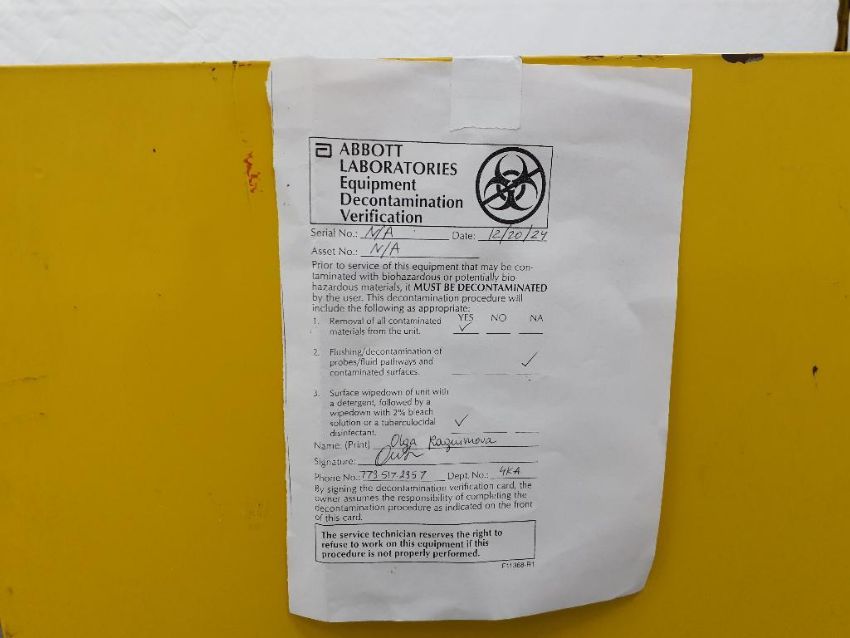 ABBOTT
LABORATORIES
Equipment
Decontamination
Verification
Serial No.: N/A Date: 12/20/24
Asset No.: N/A
Prior to service of this equipment that may be con-
taminated with biohazardous or potentially bio
hazardous materials, it MUST BE DECONTAMINATED
by the user. This decontamination procedure will
include the following as appropriate:
YES NO NA
1. Removal of all contaminated
materials from the unit.
2. Flushing/decontamination of
probes/fluid pathways and
contaminated surfaces.
3. Surface wipedown of unit with
a detergent, followed by a
wipedown with 2% bleach
solution or a tuberculocidal
disinfectant.
Name: (Print) Olga
Signature:
Phone No.: 773 517-2357 Dept. No.: 4KA
By signing the decontamination verification card, the
owner assumes the responsibility of completing the
decontamination procedure as indicated on the front
of this card.
The service technician reserves the right to
refuse to work on this equipment if this
procedure is not properly performed.
F11368-R1